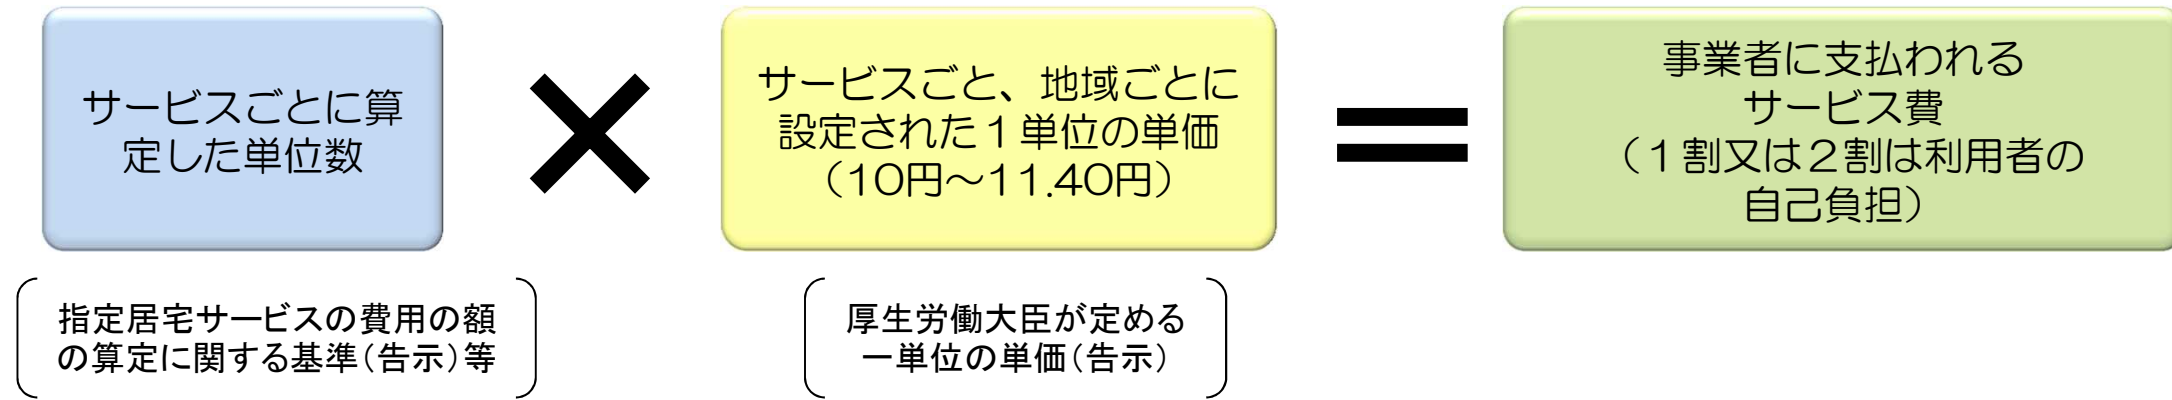 サービスごとに算
定した単位数
×
サービスごと、地域ごとに
設定された１単位の単価
（10円～11.40円）
＝
事業者に支払われる
サービス費
（１割又は２割は利用者の
自己負担）
指定居宅サービスの費用の額
の算定に関する基準（告示）等
厚生労働大臣が定める
一単位の単価（告示）